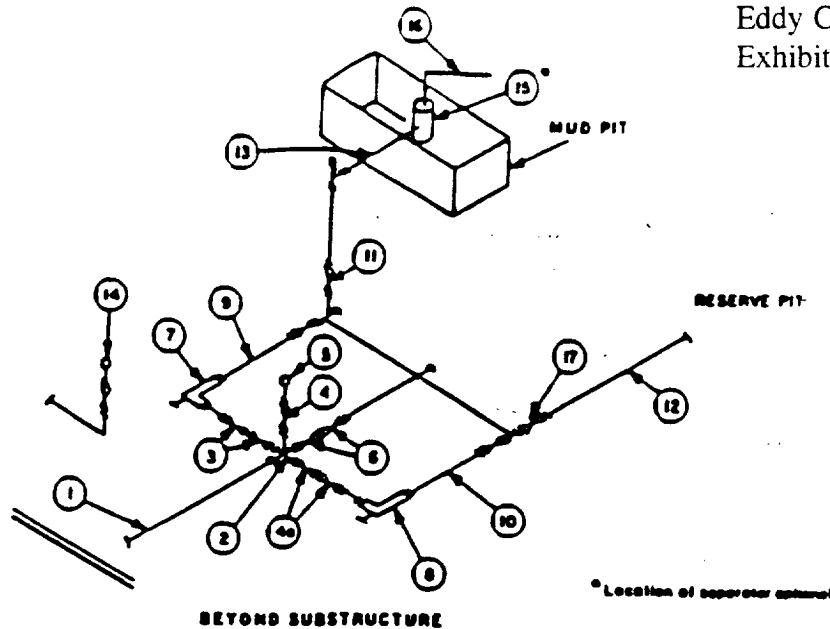 Eddy C
Exhibit
16
15*
MUD PIT
13
11
14
9
RESERVE PIT
7
5
17
4
12
3
6
1
2
4a
10
8
* Location of separator optional
BEYOND SUBSTRUCTURE